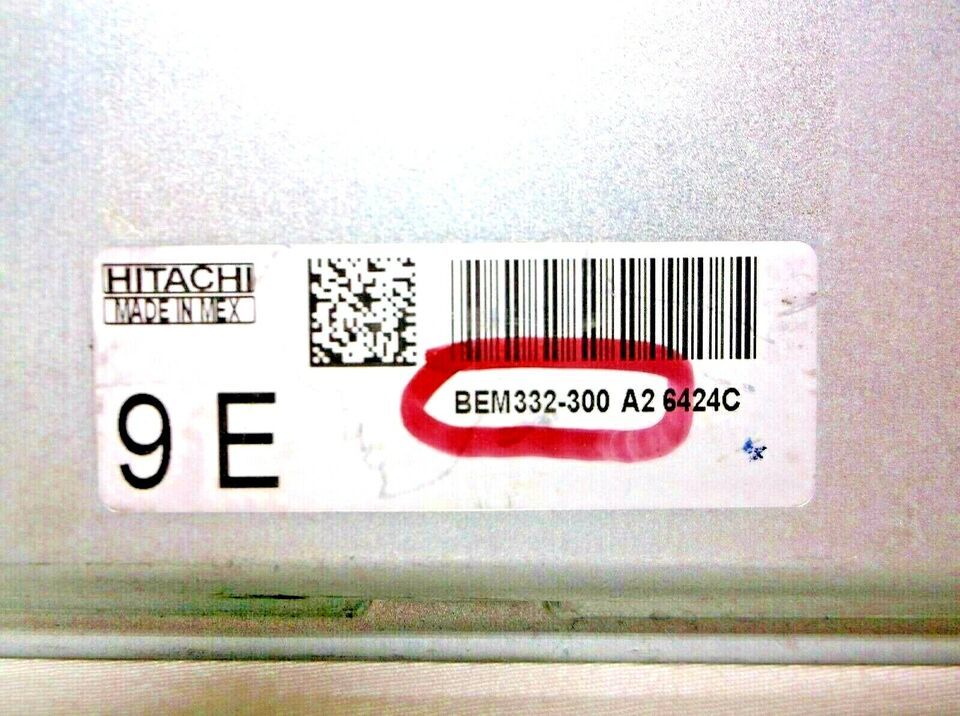 HITACHI
MADE IN MEX
BEM332-300 A2 6424C
9 E